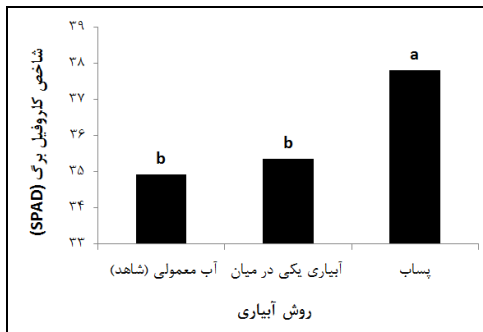 شاخص کلروفیل برگ (SPAD)
۳۹
۳۸
۳۷
۳۶
۳۵
۳۴
۳۳
b
b
a
آب معمولی (شاهد)
آبیاری یکی در میان
پساب
روش آبیاری